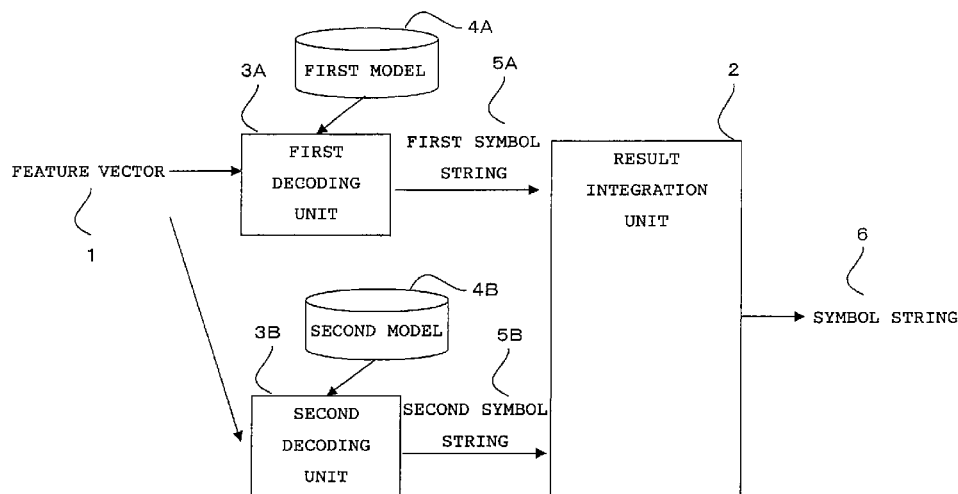 4A
FIRST MODEL
3A
5A
2
FIRST SYMBOL
STRING
FIRST
DECODING
UNIT
RESULT
INTEGRATION
UNIT
FEATURE VECTOR
1
6
SYMBOL STRING
4B
SECOND MODEL
3B
5B
SECOND SYMBOL
STRING
SECOND
DECODING
UNIT